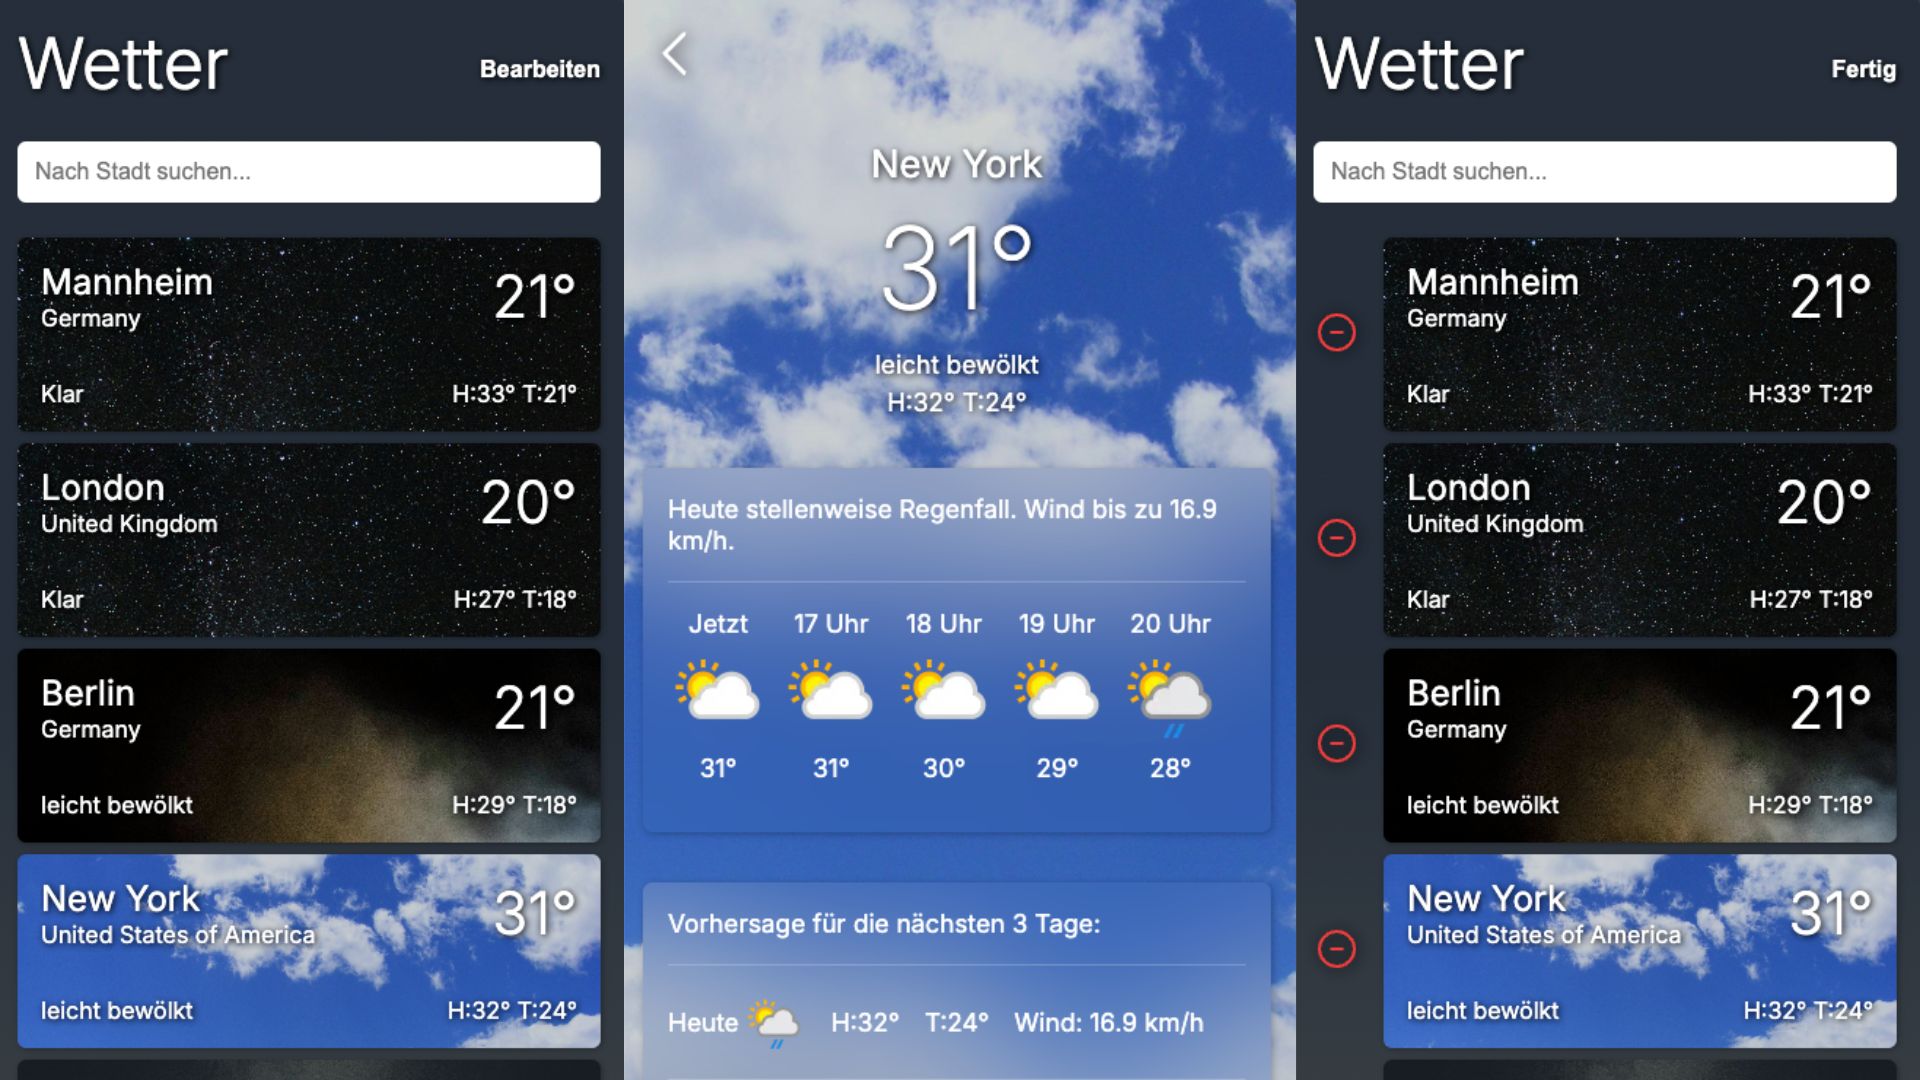 Wetter
Bearbeiten
Nach Stadt suchen...
Mannheim
21°
Germany
Klar
H:33° T:21°
London
20°
United Kingdom
Klar
H:27° T:18°
Berlin
21°
Germany
leicht bewölkt
H:29° T:18°
New York
31°
United States of America
leicht bewölkt
H:32° T:24°
New York
31°
leicht bewölkt
H:32° T:24°
Heute stellenweise Regenfall. Wind bis zu 16.9
km/h.
Jetzt 17 Uhr 18 Uhr 19 Uhr 20 Uhr
31° 31° 30° 29° 28°
Vorhersage für die nächsten 3 Tage:
Heute H:32° T:24° Wind: 16.9 km/h
Wetter
Fertig
Nach Stadt suchen...
Mannheim
21°
Germany
Klar
H:33° T:21°
London
20°
United Kingdom
Klar
H:27° T:18°
Berlin
21°
Germany
leicht bewölkt
H:29° T:18°
New York
31°
United States of America
leicht bewölkt
H:32° T:24°